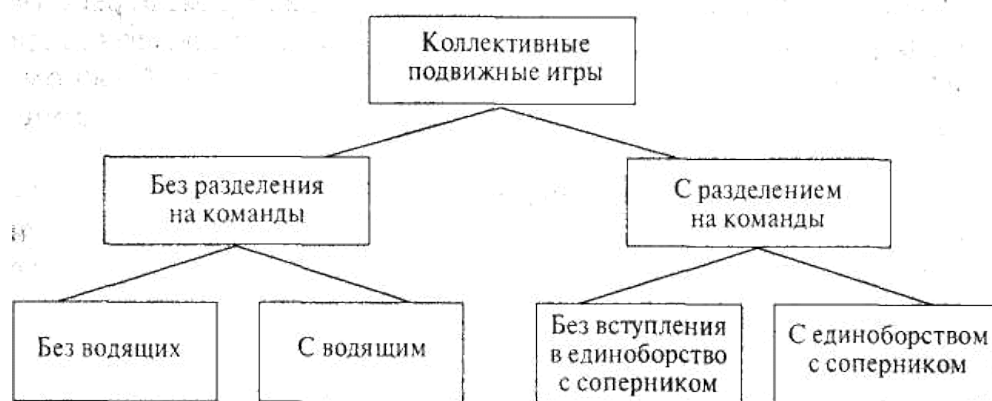 Коллективные
подвижные игры
Без разделения
на команды
С разделением
на команды
Без водящих
С водящим
Без вступления
в единоборство
с соперником
С единоборством
с соперником